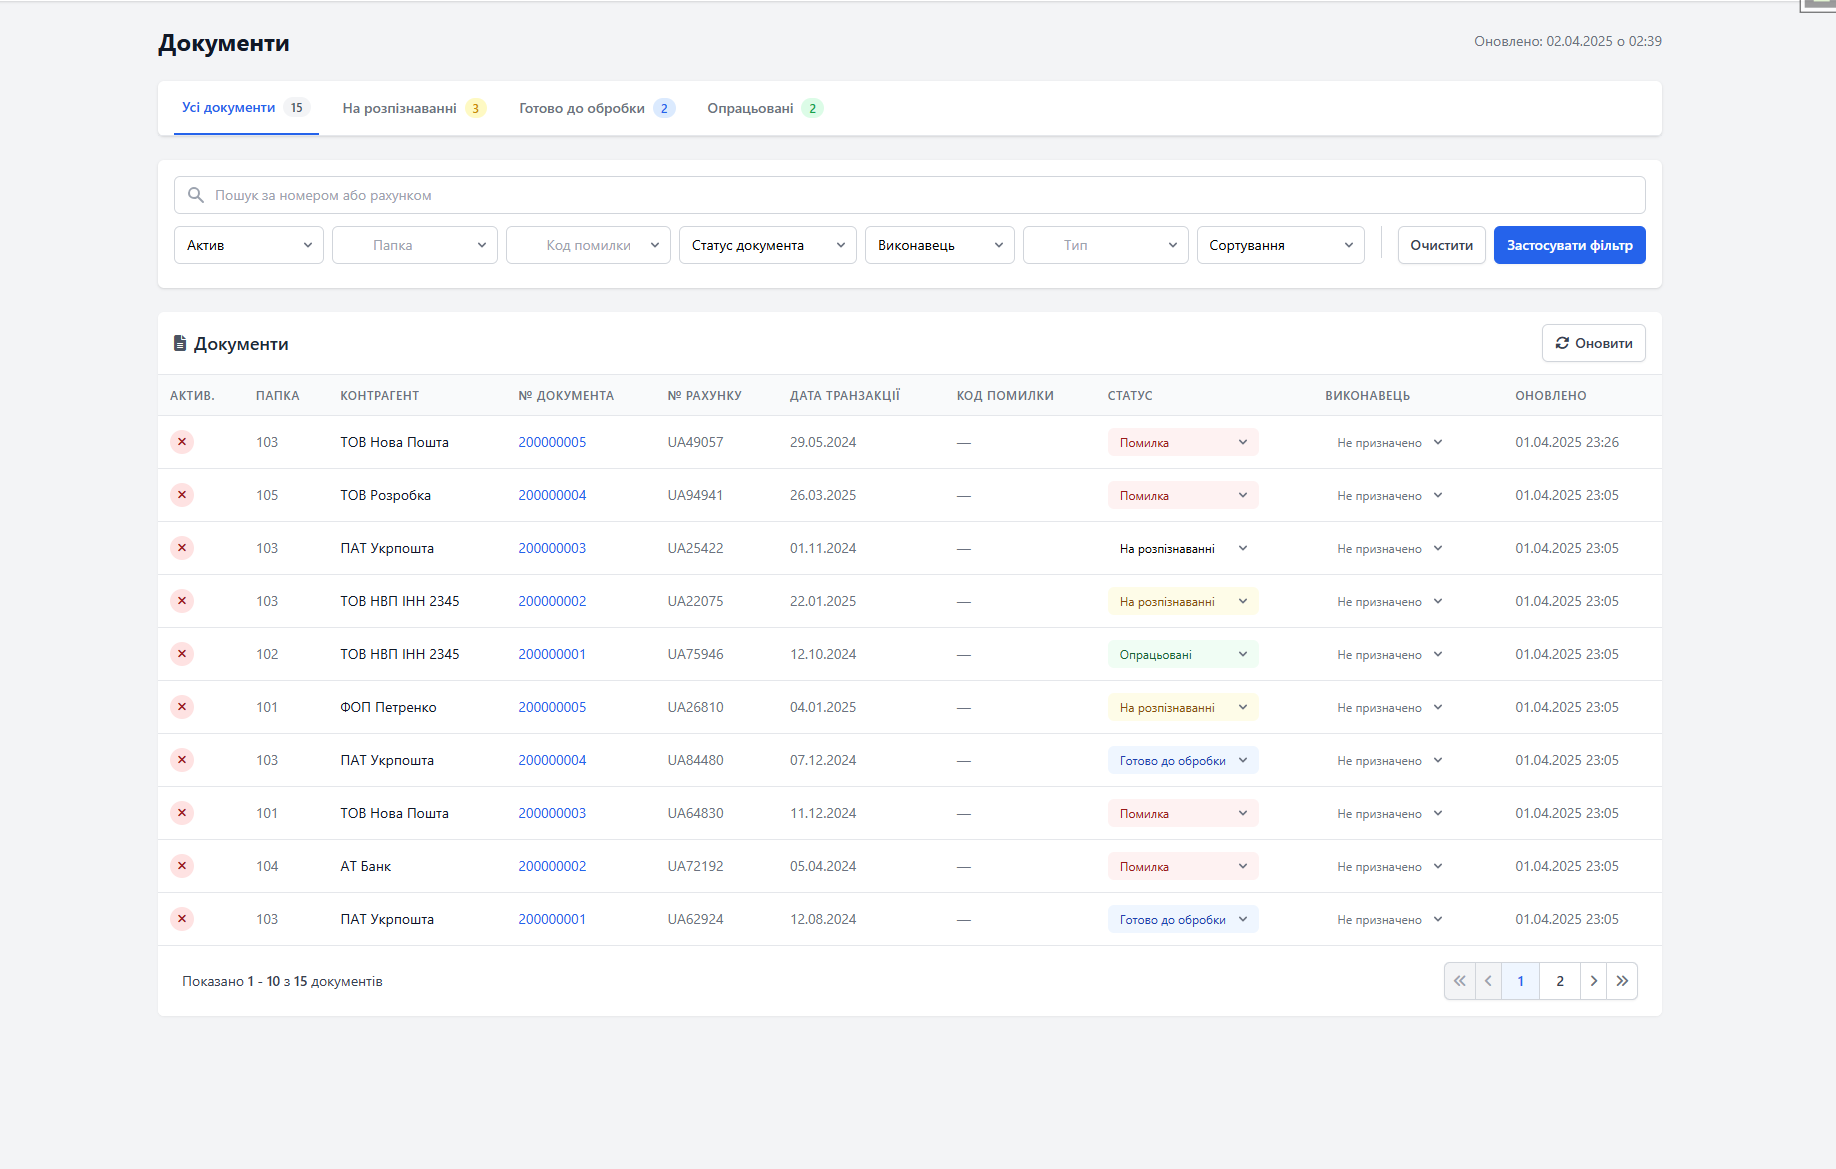 Документи
Оновлено: 02.04.2025 о 02:39
Усі документи 15 На розпізнаванні 3 Готово до обробки 2 Опрацьовані 2
Пошук за номером або рахунком
Актив Папка Код помилки Статус документа Виконавець Тип Сортування Очистити Застосувати фільтр
Документи Оновити
АКТИВ. ПАПКА КОНТРАГЕНТ № ДОКУМЕНТА № РАХУНКУ ДАТА ТРАНЗАКЦІЇ КОД ПОМИЛКИ СТАТУС ВИКОНАВЕЦЬ ОНОВЛЕНО
103 ТОВ Нова Пошта 200000005 UA49057 29.05.2024 — Помилка Не призначено 01.04.2025 23:26
105 ТОВ Розробка 200000004 UA94941 26.03.2025 — Помилка Не призначено 01.04.2025 23:05
103 ПАТ Укрпошта 200000003 UA25422 01.11.2024 — На розпізнаванні Не призначено 01.04.2025 23:05
103 ТОВ НВП ІНН 2345 200000002 UA22075 22.01.2025 — На розпізнаванні Не призначено 01.04.2025 23:05
102 ТОВ НВП ІНН 2345 200000001 UA75946 12.10.2024 — Опрацьовані Не призначено 01.04.2025 23:05
101 ФОП Петренко 200000005 UA26810 04.01.2025 — На розпізнаванні Не призначено 01.04.2025 23:05
103 ПАТ Укрпошта 200000004 UA84480 07.12.2024 — Готово до обробки Не призначено 01.04.2025 23:05
101 ТОВ Нова Пошта 200000003 UA64830 11.12.2024 — Помилка Не призначено 01.04.2025 23:05
104 АТ Банк 200000002 UA72192 05.04.2024 — Помилка Не призначено 01.04.2025 23:05
103 ПАТ Укрпошта 200000001 UA62924 12.08.2024 — Готово до обробки Не призначено 01.04.2025 23:05
Показано 1 - 10 з 15 документів « ‹ 1 2 › »